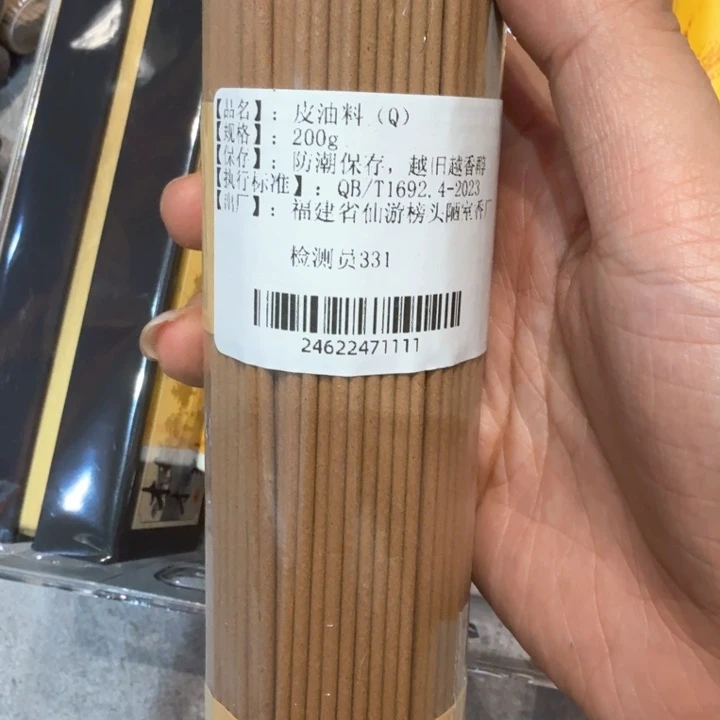 【品名】：皮油料（Q）
【规格】：200g
【保存】：防潮保存，越旧越香醇
【执行标准】：QB/T1692.4-2023
【出厂】：福建省仙游榜头陋室香厂
检测员331
24622471111